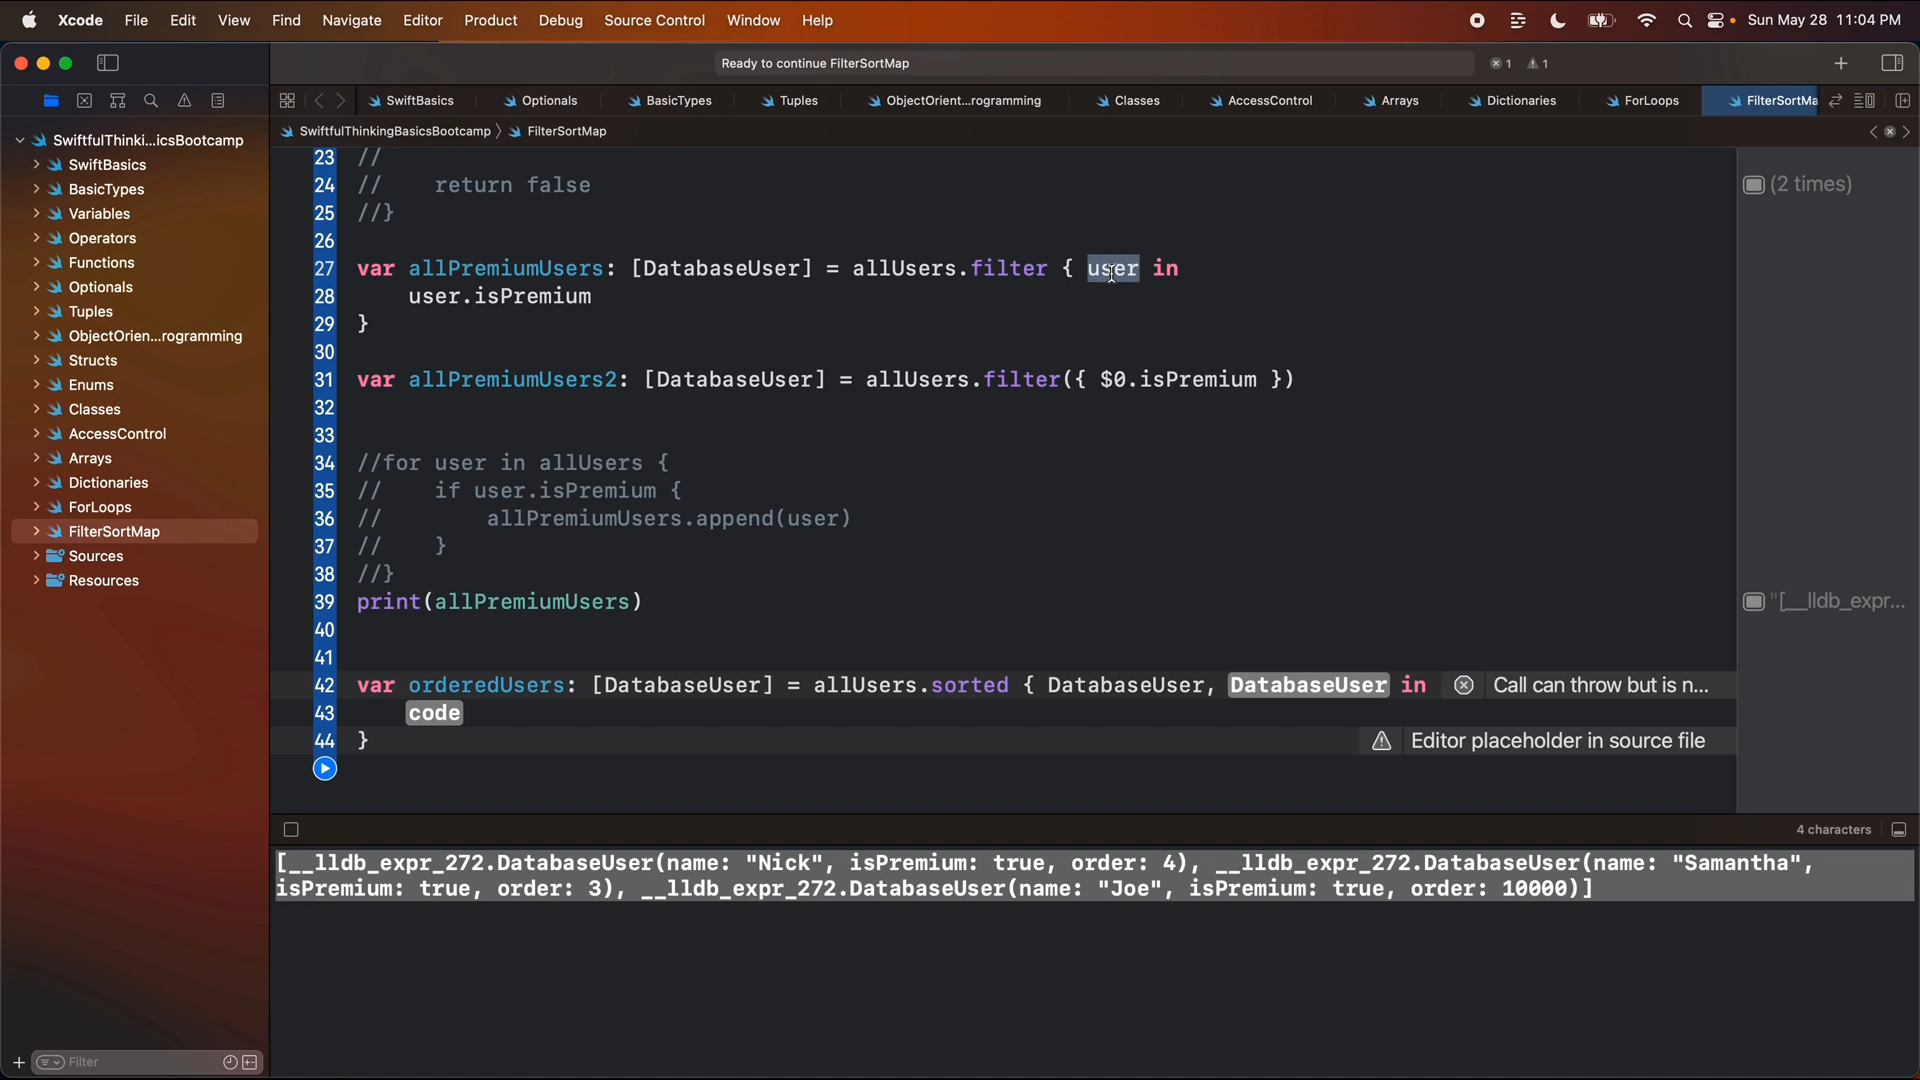 Xcode File Edit View Find Navigate Editor Product Debug Source Control Window Help Sun May 28 11:04 PM
Ready to continue FilterSortMap 1 1
SwiftBasics Optionals BasicTypes Tuples ObjectOrient...rogramming Classes AccessControl Arrays Dictionaries ForLoops FilterSortMa
SwiftfulThinkingBasicsBootcamp FilterSortMap
SwiftfulThinki...icsBootcamp
SwiftBasics
BasicTypes
Variables
Operators
Functions
Optionals
Tuples
ObjectOrien...rogramming
Structs
Enums
Classes
AccessControl
Arrays
Dictionaries
ForLoops
FilterSortMap
Sources
Resources
Filter
23 //
24 //    return false (2 times)
25 //}
26
27 var allPremiumUsers: [DatabaseUser] = allUsers.filter { user in
28     user.isPremium
29 }
30
31 var allPremiumUsers2: [DatabaseUser] = allUsers.filter({ $0.isPremium })
32
33
34 //for user in allUsers {
35 //    if user.isPremium {
36 //        allPremiumUsers.append(user)
37 //    }
38 //}
39 print(allPremiumUsers) "[__lldb_expr...
40
41
42 var orderedUsers: [DatabaseUser] = allUsers.sorted { DatabaseUser, DatabaseUser in Call can throw but is n...
43     code
44 } Editor placeholder in source file
4 characters
[__lldb_expr_272.DatabaseUser(name: "Nick", isPremium: true, order: 4), __lldb_expr_272.DatabaseUser(name: "Samantha",
isPremium: true, order: 3), __lldb_expr_272.DatabaseUser(name: "Joe", isPremium: true, order: 10000)]